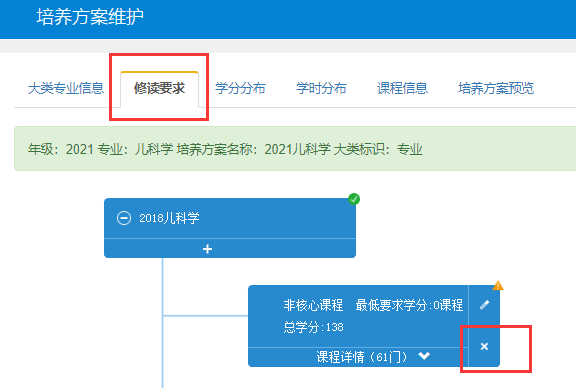 培养方案维护
大类专业信息 修读要求 学分分布 学时分布 课程信息 培养方案预览
年级：2021 专业：儿科学 培养方案名称：2021儿科学 大类标识：专业
2018儿科学
非核心课程 最低要求学分:0课程
总学分:138
课程详情（61门）